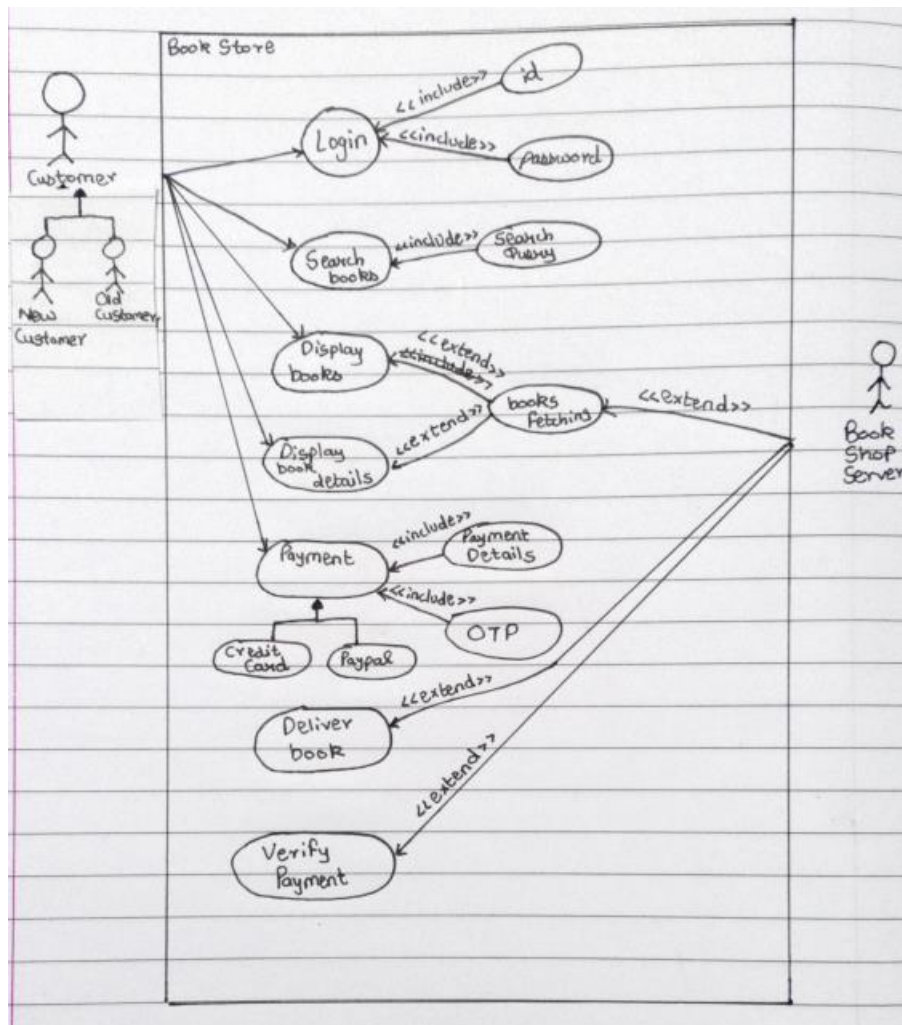 Book Store
<<include>>
id
Login
<<include>>
password
Customer
Search
books
<<include>>
Search
Query
New
Customer
Old
Customer
Display
books
<<extend>>
<<include>>
books
fetching
<<extend>>
Book
Shop
Server
Display
book
details
<<extend>>
Payment
<<include>>
Payment
Details
<<include>>
OTP
Credit
Card
Paypal
Deliver
book
<<extend>>
<<extend>>
Verify
Payment